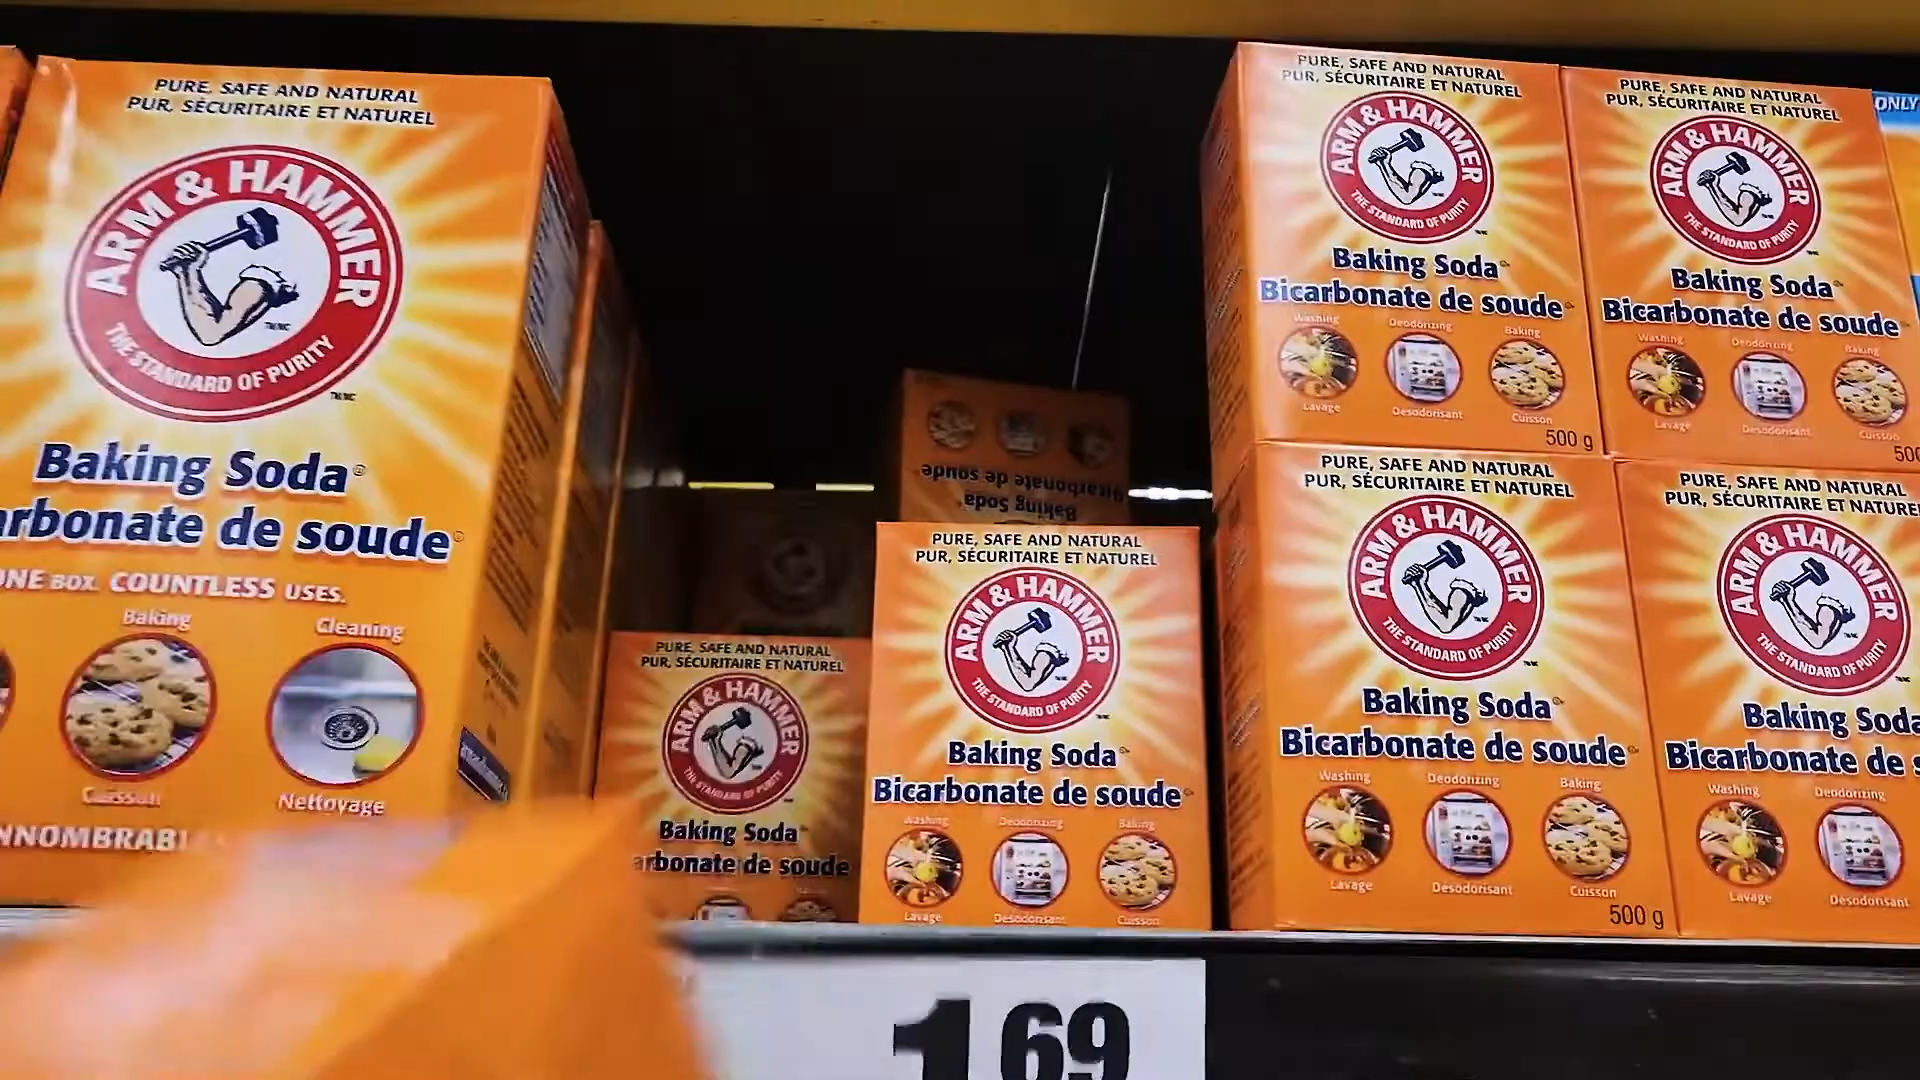 PURE, SAFE AND NATURAL
PUR, SÉCURITAIRE ET NATUREL
ARM & HAMMER
THE STANDARD OF PURITY
Baking Soda
arbonate de soude
ONE BOX. COUNTLESS USES.
Baking
Cleaning
Cuisson
Nettoyage
NNOMBRABL
PURE, SAFE AND NATURAL
PUR, SÉCURITAIRE ET NATUREL
ARM & HAMMER
THE STANDARD OF PURITY
Baking Soda
arbonate de soude
Bicarbonate de soude
Baking Soda
PURE, SAFE AND NATURAL
PUR, SÉCURITAIRE ET NATUREL
ARM & HAMMER
THE STANDARD OF PURITY
Baking Soda
Bicarbonate de soude
Washing Deodorizing Baking
Lavage Désodorisant Cuisson
PURE, SAFE AND NATURAL
PUR, SÉCURITAIRE ET NATUREL
ARM & HAMMER
THE STANDARD OF PURITY
Baking Soda
Bicarbonate de soude
Washing Deodorizing Baking
Lavage Désodorisant Cuisson
500 g
PURE, SAFE AND NATURAL
PUR, SÉCURITAIRE ET NATUREL
ARM & HAMMER
THE STANDARD OF PURITY
Baking Soda
Bicarbonate de soude
Washing Deodorizing Baking
Lavage Désodorisant Cuisson
500
ONLY
PURE, SAFE AND NATURAL
PUR, SÉCURITAIRE ET NATUREL
ARM & HAMMER
THE STANDARD OF PURITY
Baking Soda
Bicarbonate de soude
Washing Deodorizing Baking
Lavage Désodorisant Cuisson
500 g
PURE, SAFE AND NATURAL
PUR, SÉCURITAIRE ET NATUREL
ARM & HAMMER
THE STANDARD OF PURITY
Baking Soda
Bicarbonate de s
Washing Deodorizing
Lavage Désodorisant
1.69